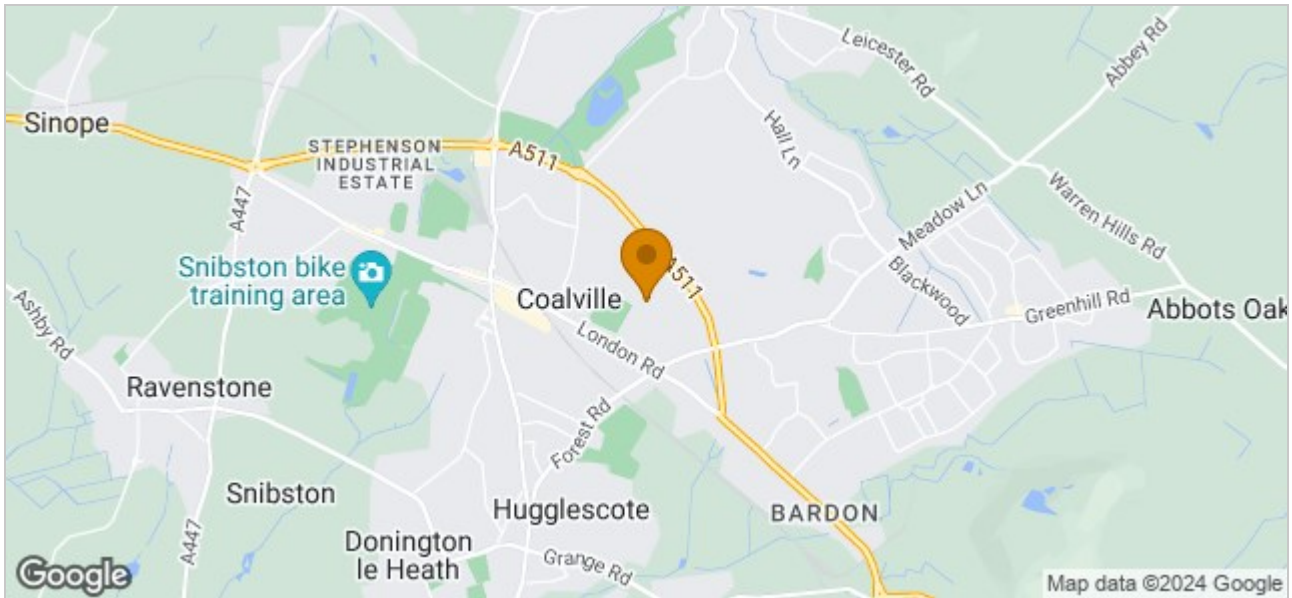 Leicester Rd
Abbey Rd
Sinope
STEPHENSON
INDUSTRIAL
ESTATE
A511
Hall Ln
A447
Meadow Ln
Warren Hills Rd
Snibston bike
training area
A511
Blackwood
Coalville
Greenhill Rd
Abbots Oak
Ashby Rd
London Rd
Ravenstone
Forest Rd
Snibston
Hugglescote
BARDON
A447
Donington
le Heath
Grange Rd
Google
Map data ©2024 Google